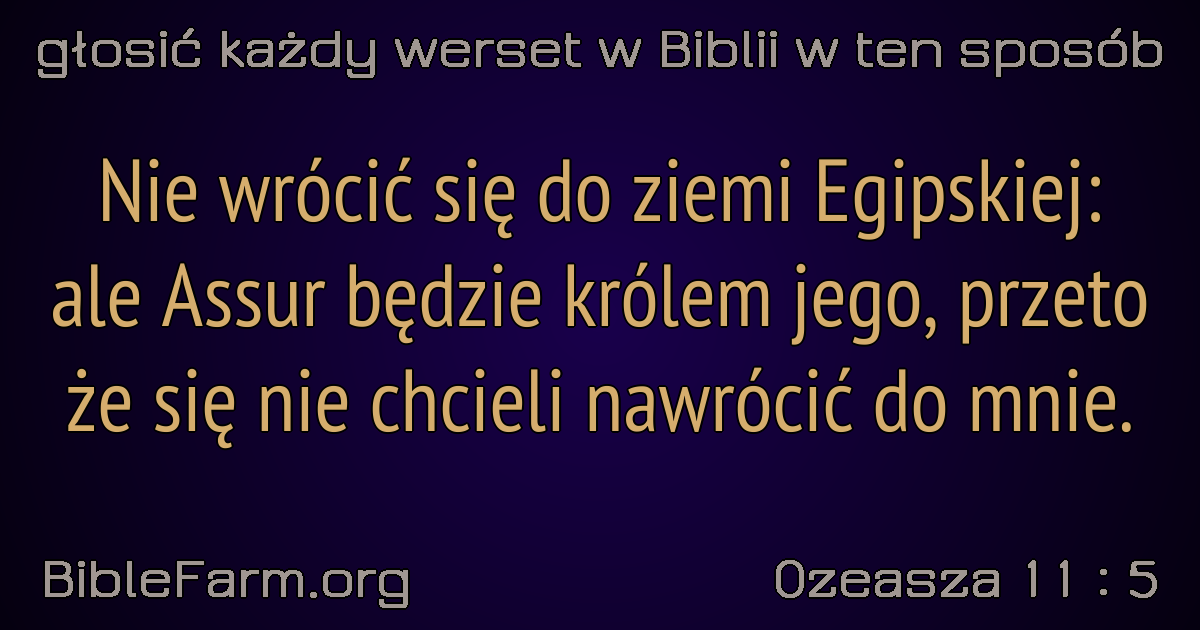 głosić każdy werset w Biblii w ten sposób
Nie wrócić się do ziemi Egipskiej:
ale Assur będzie królem jego, przeto
że się nie chcieli nawrócić do mnie.
BibleFarm.org
Ozeasza 11 : 5